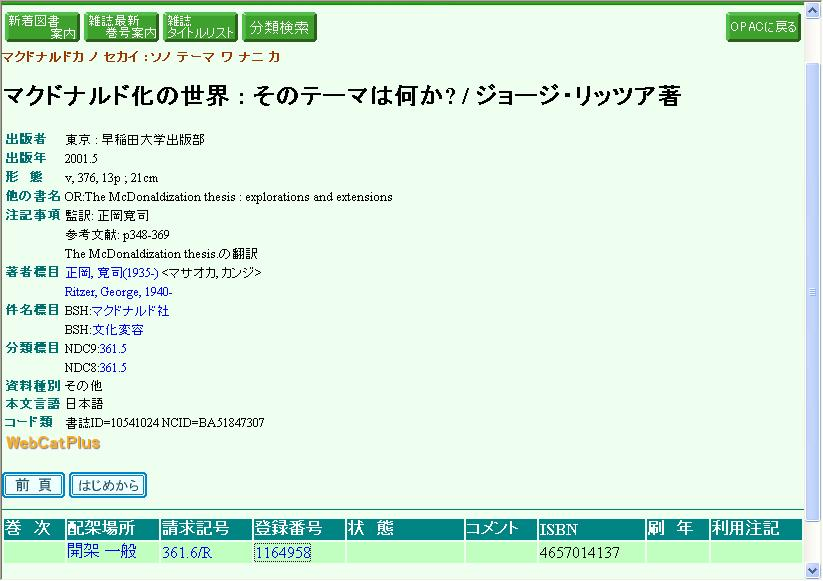 新着図書案内 雑誌最新巻号案内 雑誌タイトルリスト 分類検索 OPACに戻る
マクドナルドカ ノ セカイ : ソノ テーマ ワ ナニ カ
マクドナルド化の世界 : そのテーマは何か? / ジョージ・リッツア著
出版者 東京 : 早稲田大学出版部
出版年 2001.5
形 態 v, 376, 13p ; 21cm
他の書名 OR:The McDonaldization thesis : explorations and extensions
注記事項 監訳: 正岡寛司
参考文献: p348-369
The McDonaldization thesis.の翻訳
著者標目 正岡, 寛司(1935-) <マサオカ, カンジ>
Ritzer, George, 1940-
件名標目 BSH:マクドナルド社
BSH:文化変容
分類標目 NDC9:361.5
NDC8:361.5
資料種別 その他
本文言語 日本語
コード類 書誌ID=10541024 NCID=BA51847307
WebCatPlus
前 頁 はじめから
巻 次 配架場所 請求記号 登録番号 状 態 コメント ISBN 刷 年 利用注記
開架 一般 361.6/R 1164958 4657014137